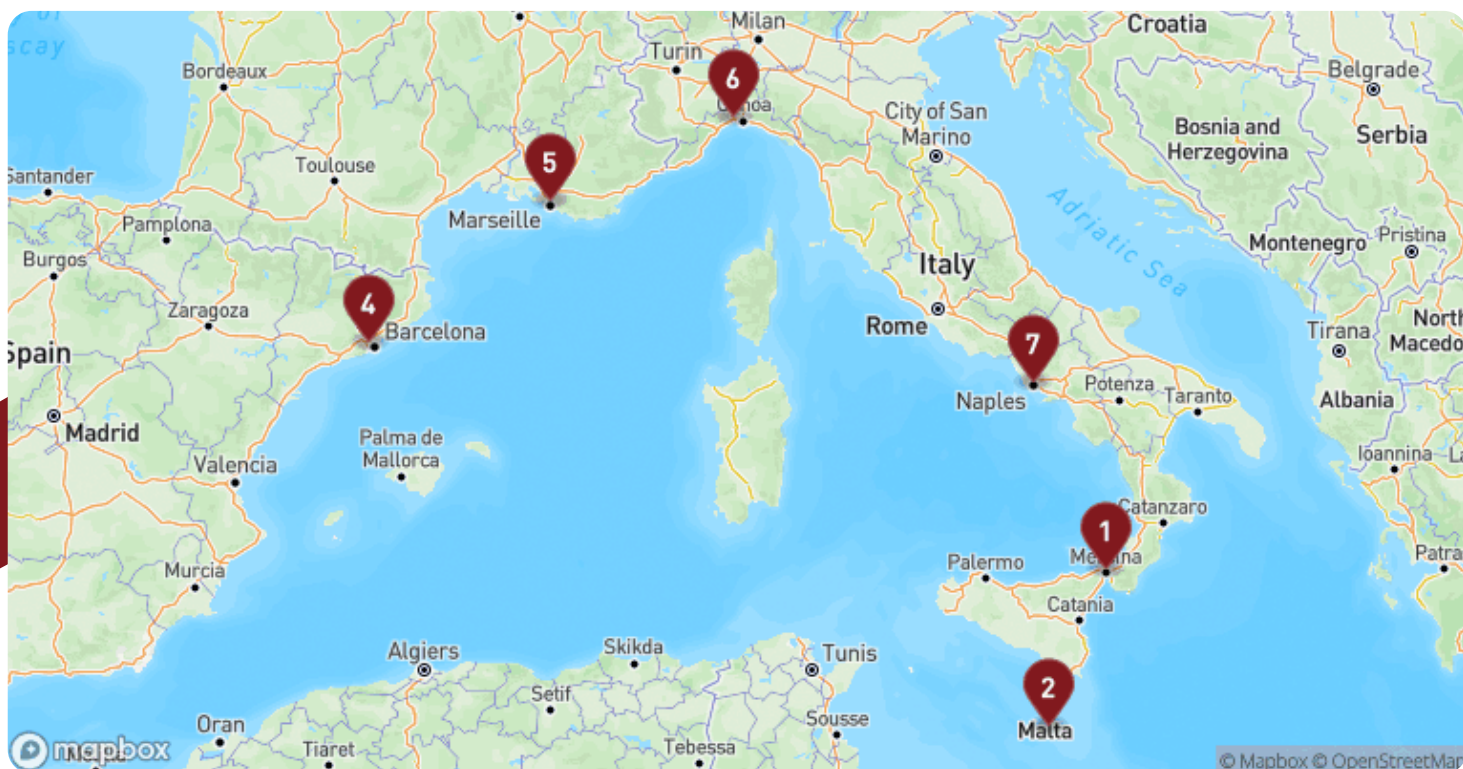 Milan
Croatia
of
scay
Turin
Bordeaux
6
Belgrade
City of San
Marino
Bosnia and
Herzegovina
Serbia
5
Toulouse
Santander
Marseille
Pamplona
Adriatic Sea
Montenegro
Pristina
Burgos
Italy
4
Zaragoza
Barcelona
Rome
Tirana
North
Macedo
Spain
7
Naples
Potenza
Taranto
Albania
Madrid
Palma de
Mallorca
Valencia
Ioannina
La
Catanzaro
1
Palermo
Patra
Murcia
Catania
Algiers
Skikda
Tunis
2
Setif
Malta
Oran
Sousse
mapbox
Tiaret
Tebessa
© Mapbox © OpenStreetMap